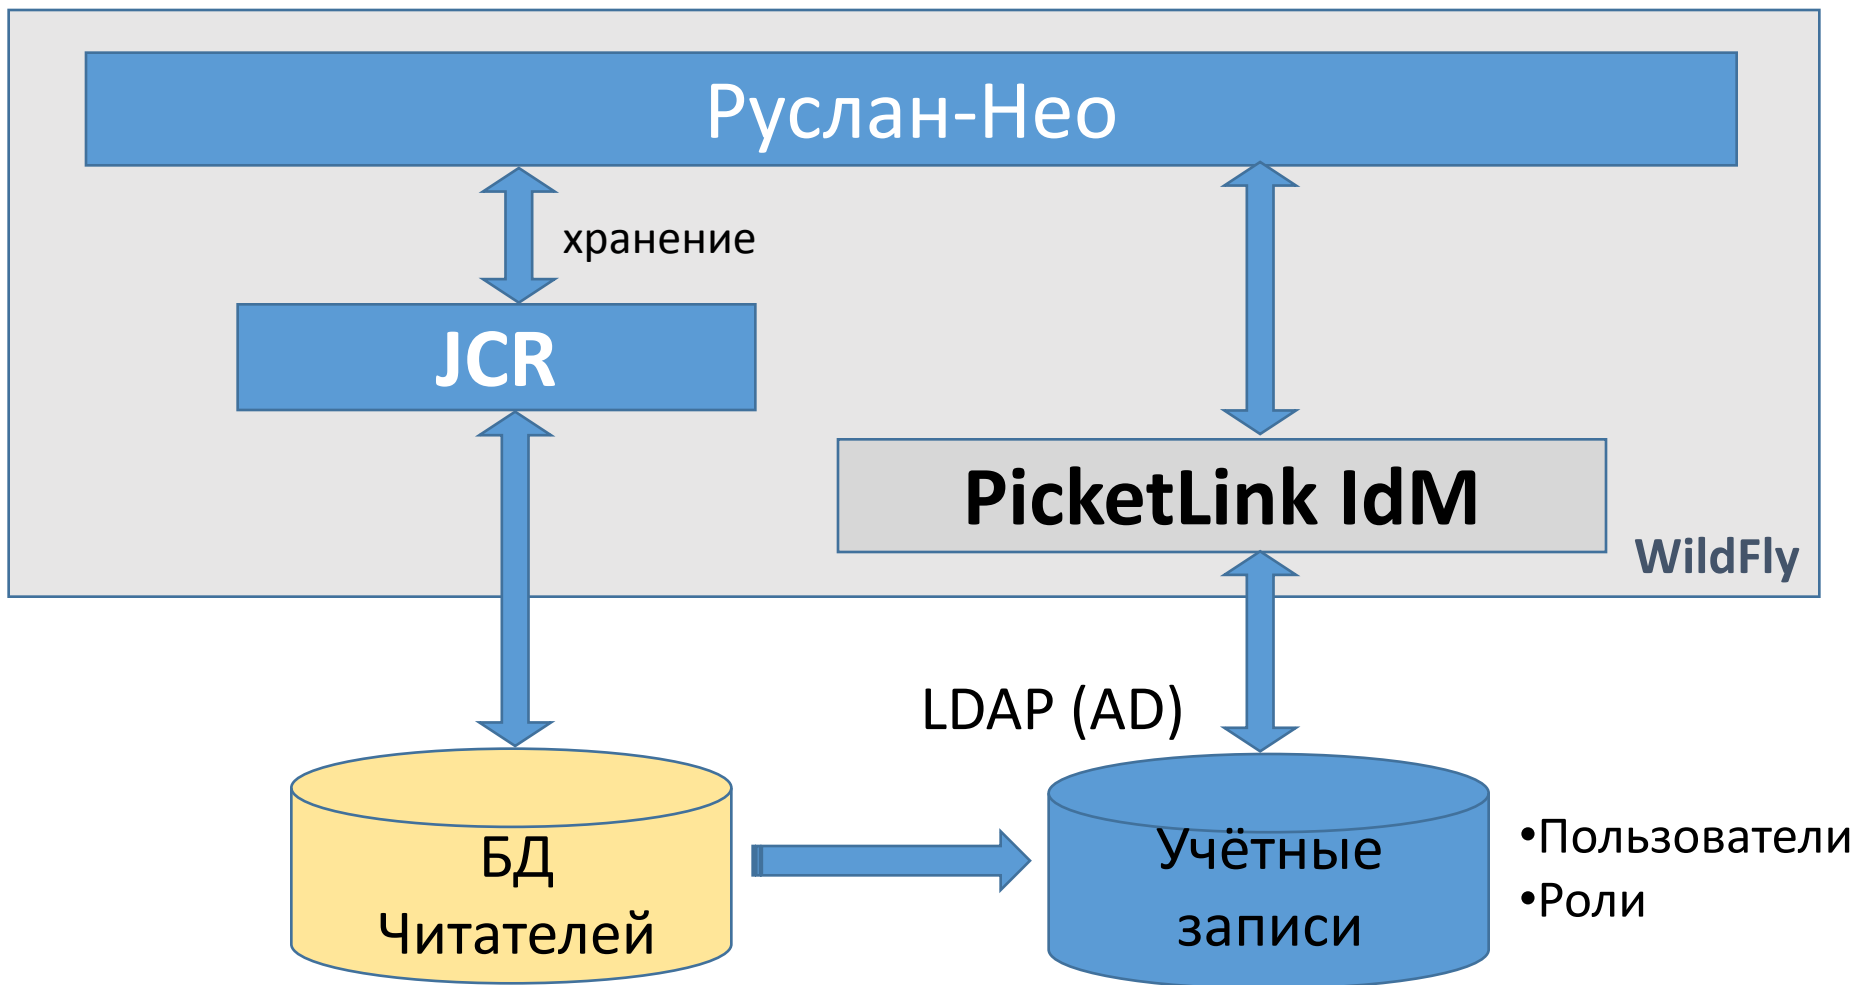 Руслан-Нео
хранение
JCR
PicketLink IdM
WildFly
LDAP (AD)
БД
Читателей
Учётные
записи
•Пользователи
•Роли